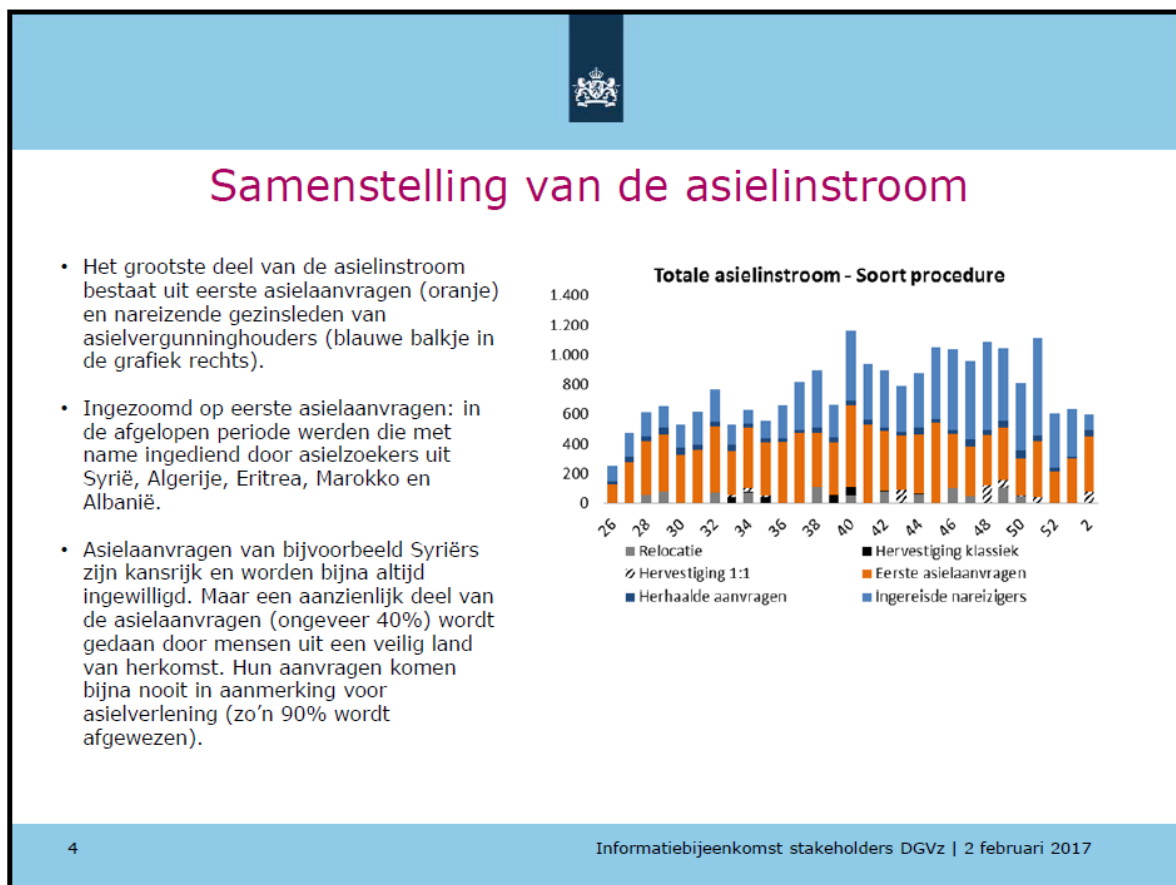 Samenstelling van de asielinstroom
• Het grootste deel van de asielinstroom
bestaat uit eerste asielaanvragen (oranje)
en nareizende gezinsleden van
asielvergunninghouders (blauwe balkje in
de grafiek rechts).
• Ingezoomd op eerste asielaanvragen: in
de afgelopen periode werden die met
name ingediend door asielzoekers uit
Syrië, Algerije, Eritrea, Marokko en
Albanië.
• Asielaanvragen van bijvoorbeeld Syriërs
zijn kansrijk en worden bijna altijd
ingewilligd. Maar een aanzienlijk deel van
de asielaanvragen (ongeveer 40%) wordt
gedaan door mensen uit een veilig land
van herkomst. Hun aanvragen komen
bijna nooit in aanmerking voor
asielverlening (zo'n 90% wordt
afgewezen).
Totale asielinstroom - Soort procedure
1.400
1.200
1.000
800
600
400
200
0
26 28 30 32 34 36 38 40 42 44 46 48 50 52 2
Relocatie Hervestiging klassiek
Hervestiging 1:1 Eerste asielaanvragen
Herhaalde aanvragen Ingereisde nareizigers
4 Informatiebijeenkomst stakeholders DGVz | 2 februari 2017